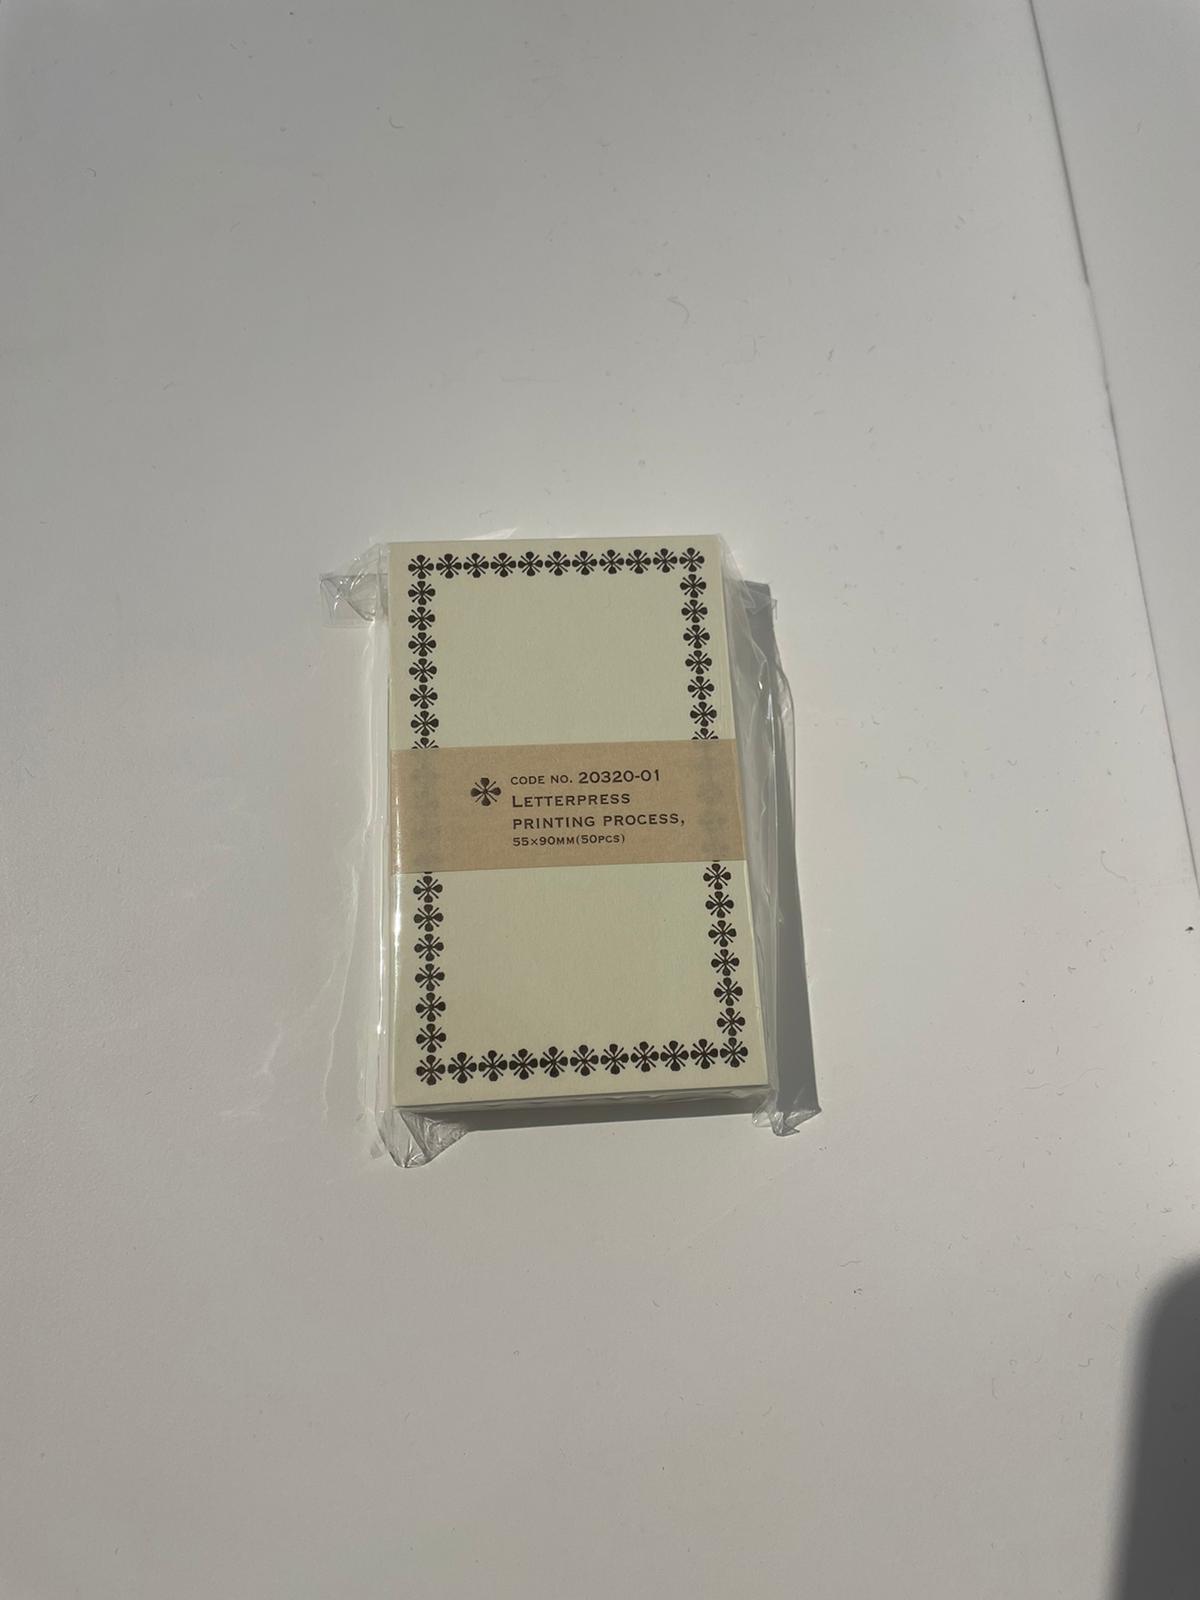 CODE NO. 20320-01
LETTERPRESS
PRINTING PROCESS,
55×90MM(50PCS)